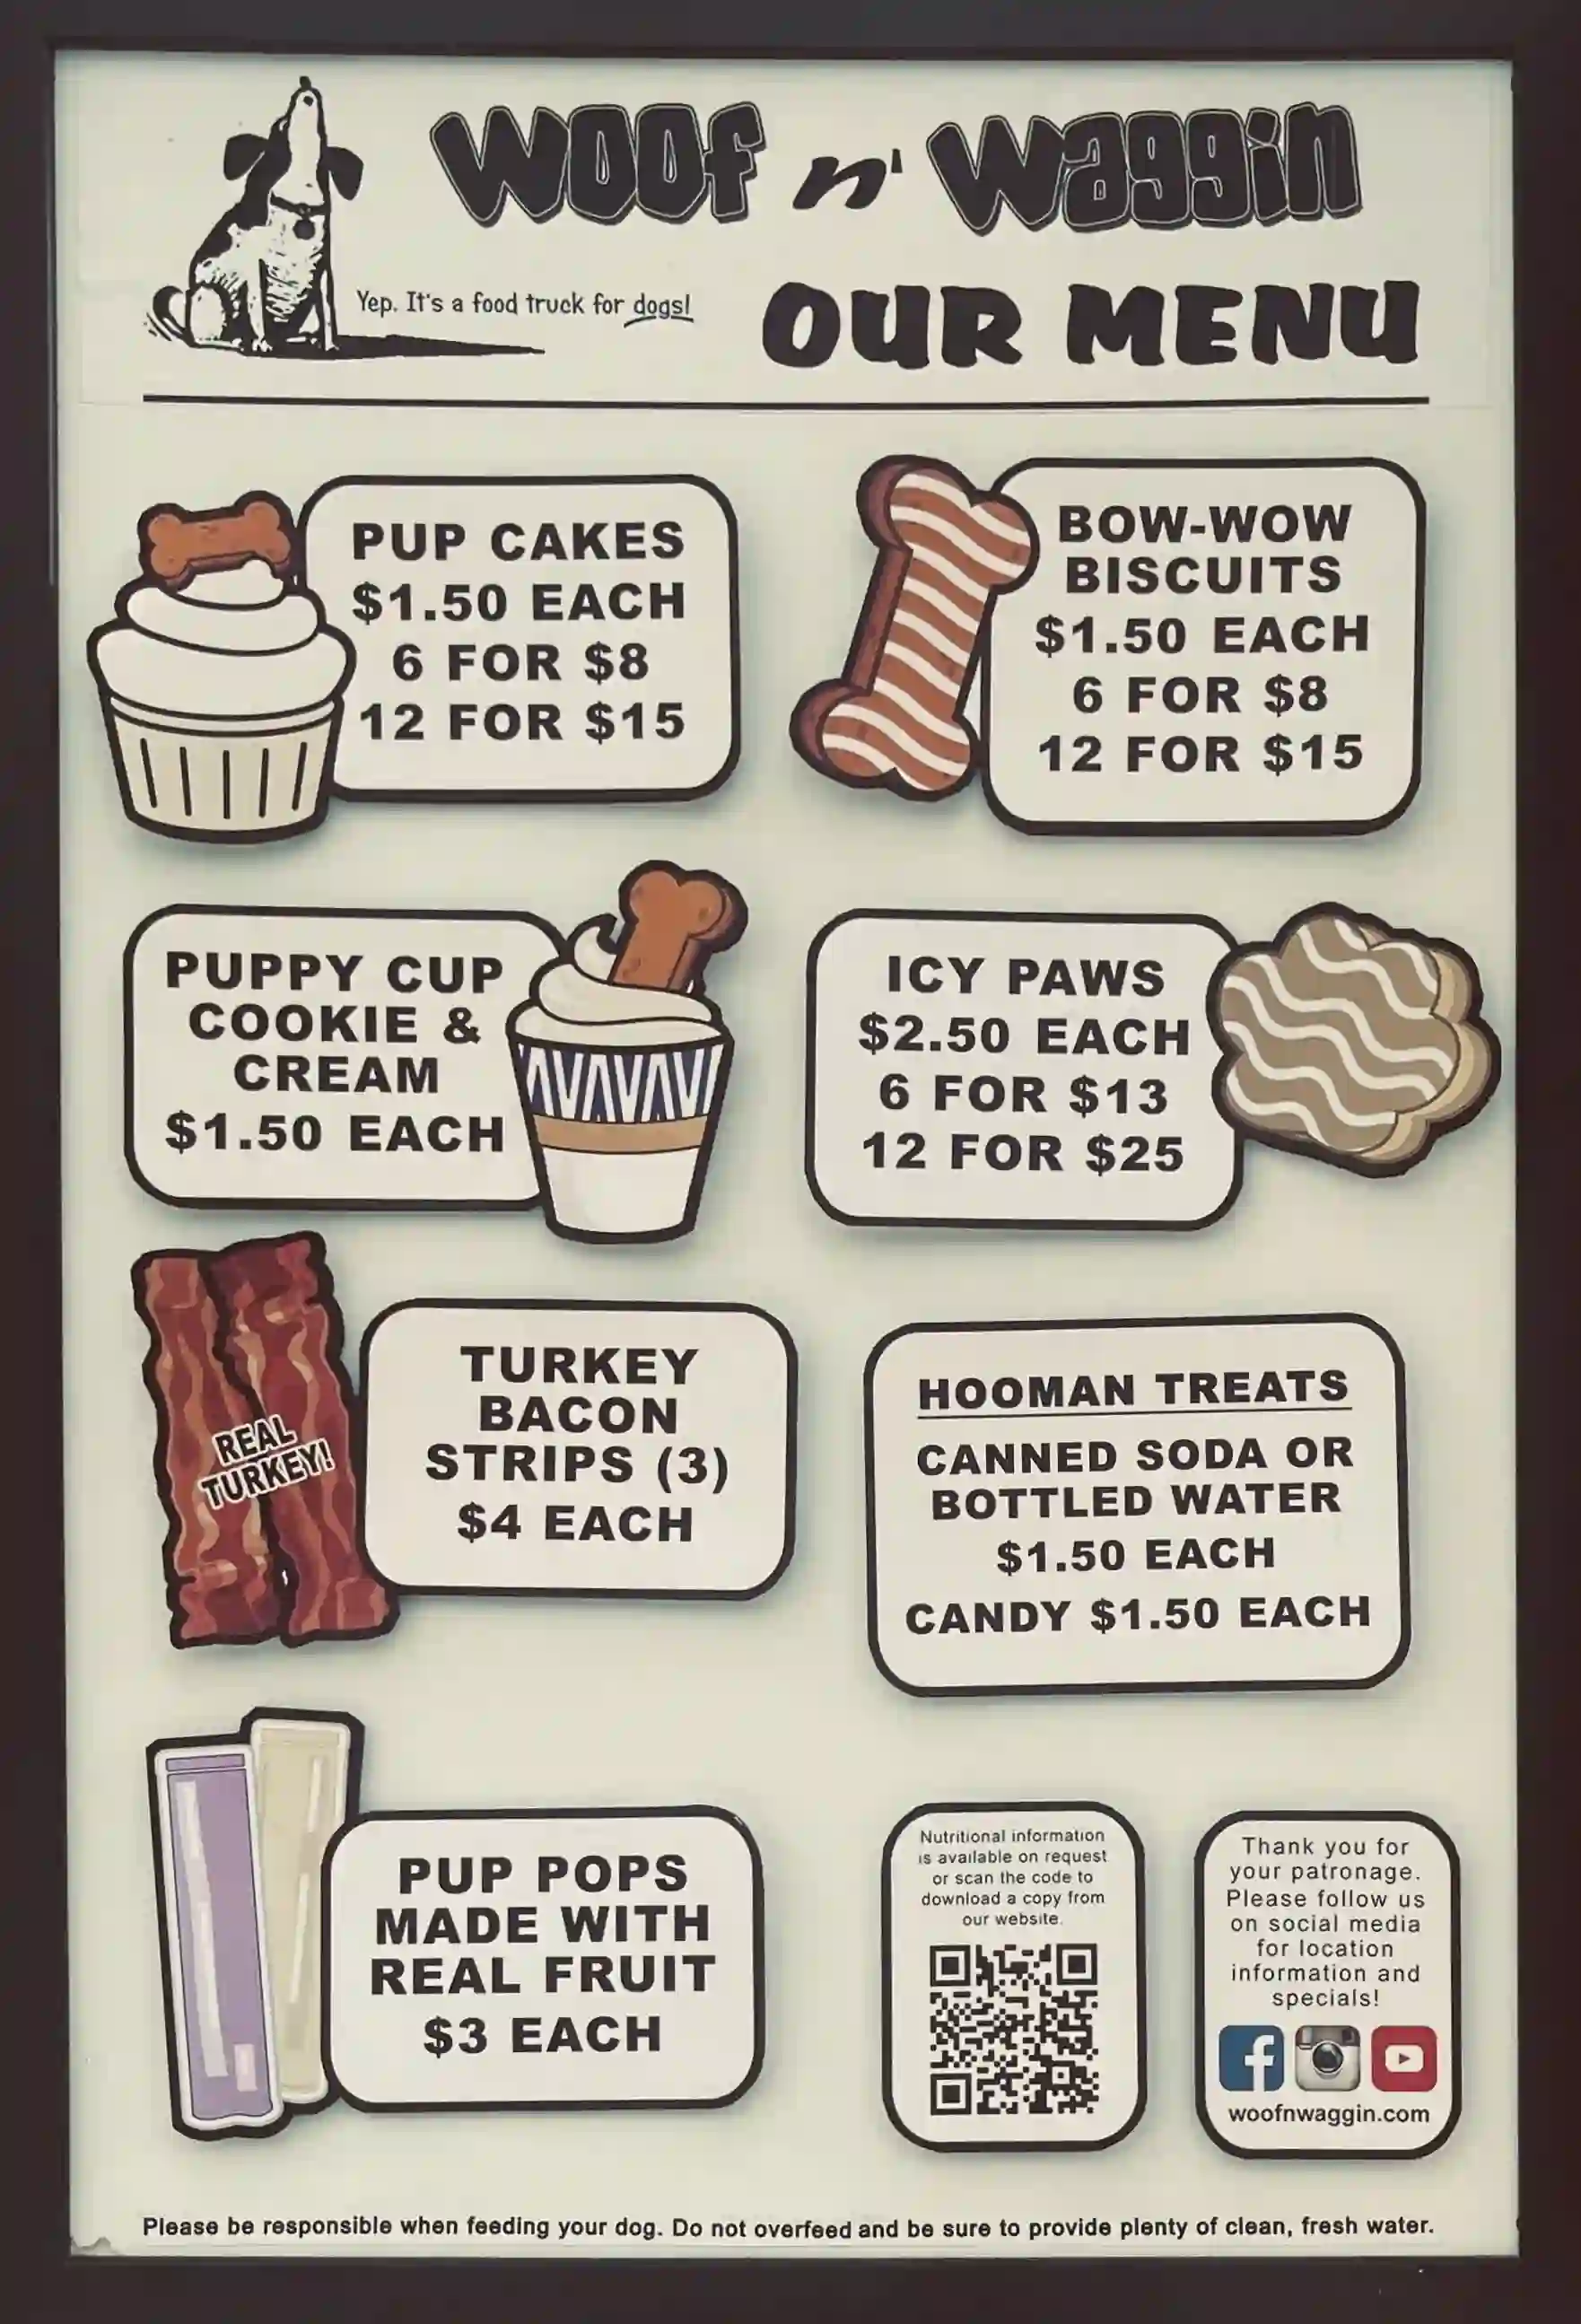 Woof n' Waggin
Yep. It's a food truck for dogs!
OUR MENU
PUP CAKES
$1.50 EACH
6 FOR $8
12 FOR $15
BOW-WOW
BISCUITS
$1.50 EACH
6 FOR $8
12 FOR $15
PUPPY CUP
COOKIE &
CREAM
$1.50 EACH
ICY PAWS
$2.50 EACH
6 FOR $13
12 FOR $25
REAL
TURKEY!
TURKEY
BACON
STRIPS (3)
$4 EACH
HOOMAN TREATS
CANNED SODA OR
BOTTLED WATER
$1.50 EACH
CANDY $1.50 EACH
PUP POPS
MADE WITH
REAL FRUIT
$3 EACH
Nutritional information
is available on request
or scan the code to
download a copy from
our website.
Thank you for
your patronage.
Please follow us
on social media
for location
information and
specials!
woofnwaggin.com
Please be responsible when feeding your dog. Do not overfeed and be sure to provide plenty of clean, fresh water.